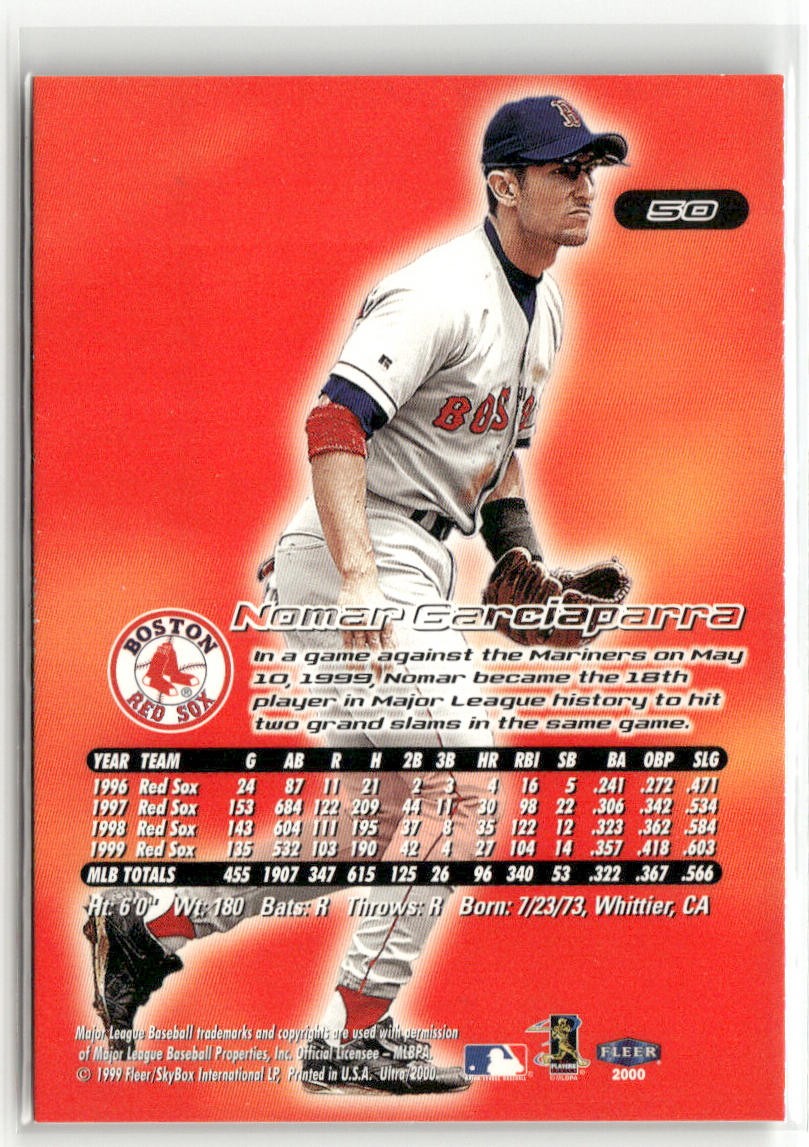 50
BOS
Nomar Garciaparra
BOSTON
RED SOX
®
In a game against the Mariners on May
10, 1999, Nomar became the 18th
player in Major League history to hit
two grand slams in the same game.
YEAR TEAM G AB R H 2B 3B HR RBI SB BA OBP SLG
1996 Red Sox 24 87 11 21 2 3 4 16 5 .241 .272 .471
1997 Red Sox 153 684 122 209 44 11 30 98 22 .306 .342 .534
1998 Red Sox 143 604 111 195 37 8 35 122 12 .323 .362 .584
1999 Red Sox 135 532 103 190 42 4 27 104 14 .357 .418 .603
MLB TOTALS 455 1907 347 615 125 26 96 340 53 .322 .367 .566
Ht: 6'0" Wt: 180 Bats: R Throws: R Born: 7/23/73, Whittier, CA
Major League Baseball trademarks and copyrights are used with permission
of Major League Baseball Properties, Inc. Official Licensee – MLBPA
© 1999 Fleer/SkyBox International LP, Printed in U.S.A. Ultra/2000
MAJOR LEAGUE BASEBALL
PLAYERS
©MLBPA
FLEER
2000